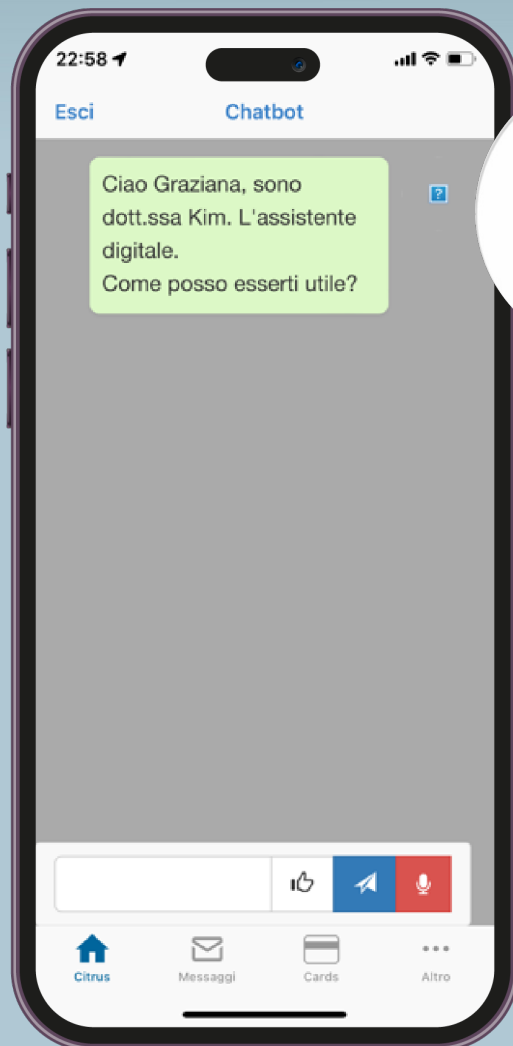 22:58
Esci
Chatbot
Ciao Graziana, sono
dott.ssa Kim. L'assistente
digitale.
Come posso esserti utile?
?
Citrus
Messaggi
Cards
Altro